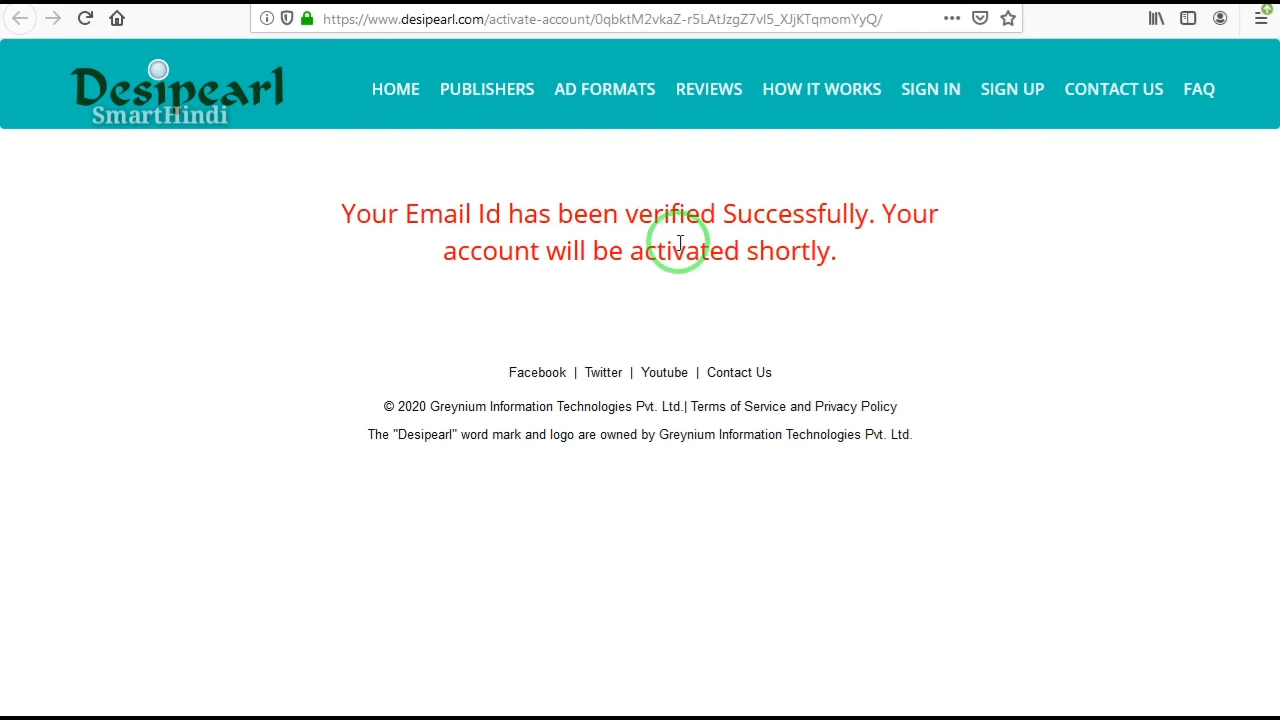 https://www.desipearl.com/activate-account/0qbktM2vkaZ-r5LAtJzgZ7vl5_XJjKTqmomYyQ/
Desipearl
SmartHindi
HOME PUBLISHERS AD FORMATS REVIEWS HOW IT WORKS SIGN IN SIGN UP CONTACT US FAQ
Your Email Id has been verified Successfully. Your
account will be activated shortly.
Facebook | Twitter | Youtube | Contact Us
© 2020 Greynium Information Technologies Pvt. Ltd.| Terms of Service and Privacy Policy
The "Desipearl" word mark and logo are owned by Greynium Information Technologies Pvt. Ltd.